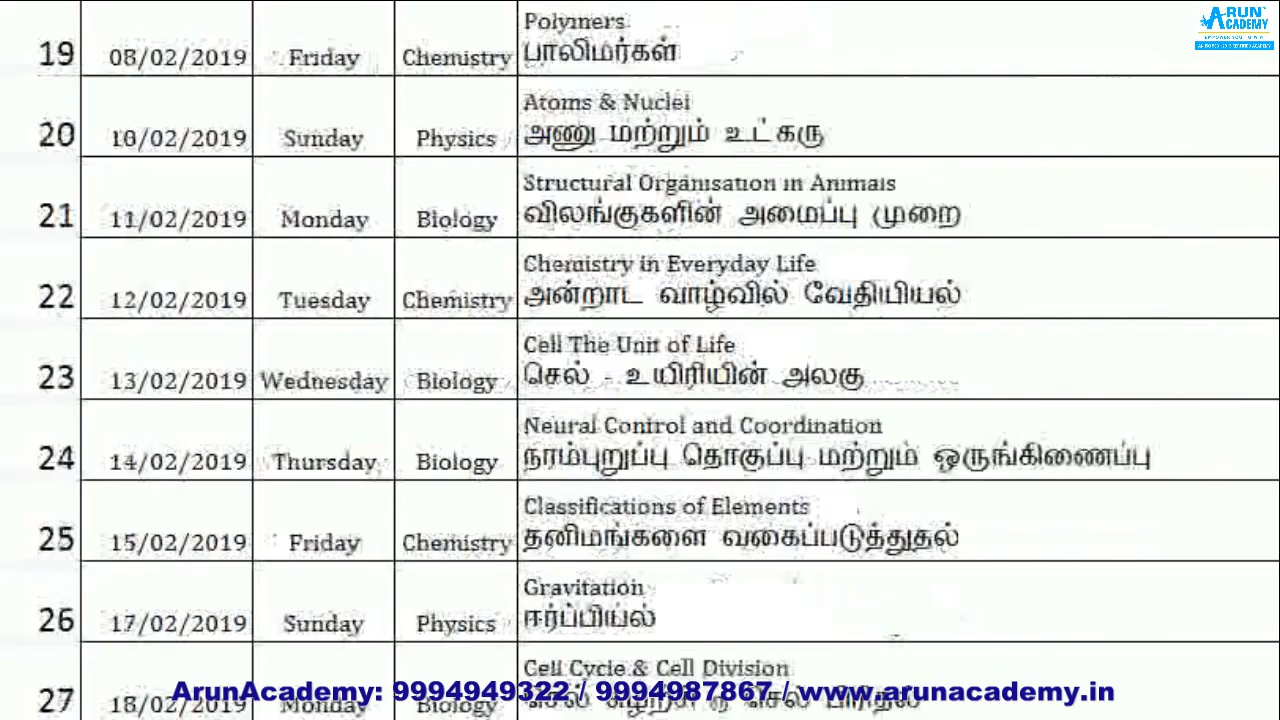 ARUN
ACADEMY
Polymers
19 08/02/2019 Friday Chemistry பாலிமர்கள்
Atoms & Nuclei
20 10/02/2019 Sunday Physics அணு மற்றும் உட்கரு
Structural Organisation in Animals
21 11/02/2019 Monday Biology விலங்குகளின் அமைப்பு முறை
Chemistry in Everyday Life
22 12/02/2019 Tuesday Chemistry அன்றாட வாழ்வில் வேதியியல்
Cell The Unit of Life
23 13/02/2019 Wednesday Biology செல் - உயிரியின் அலகு
Neural Control and Coordination
24 14/02/2019 Thursday Biology நரம்புறுப்பு தொகுப்பு மற்றும் ஒருங்கிணைப்பு
Classifications of Elements
25 15/02/2019 Friday Chemistry தனிமங்களை வகைப்படுத்துதல்
Gravitation
26 17/02/2019 Sunday Physics ஈர்ப்பியல்
Cell Cycle & Cell Division
27 18/02/2019 Monday Biology செல்
ArunAcademy: 9994949322 / 9994987867 / www.arunacademy.in